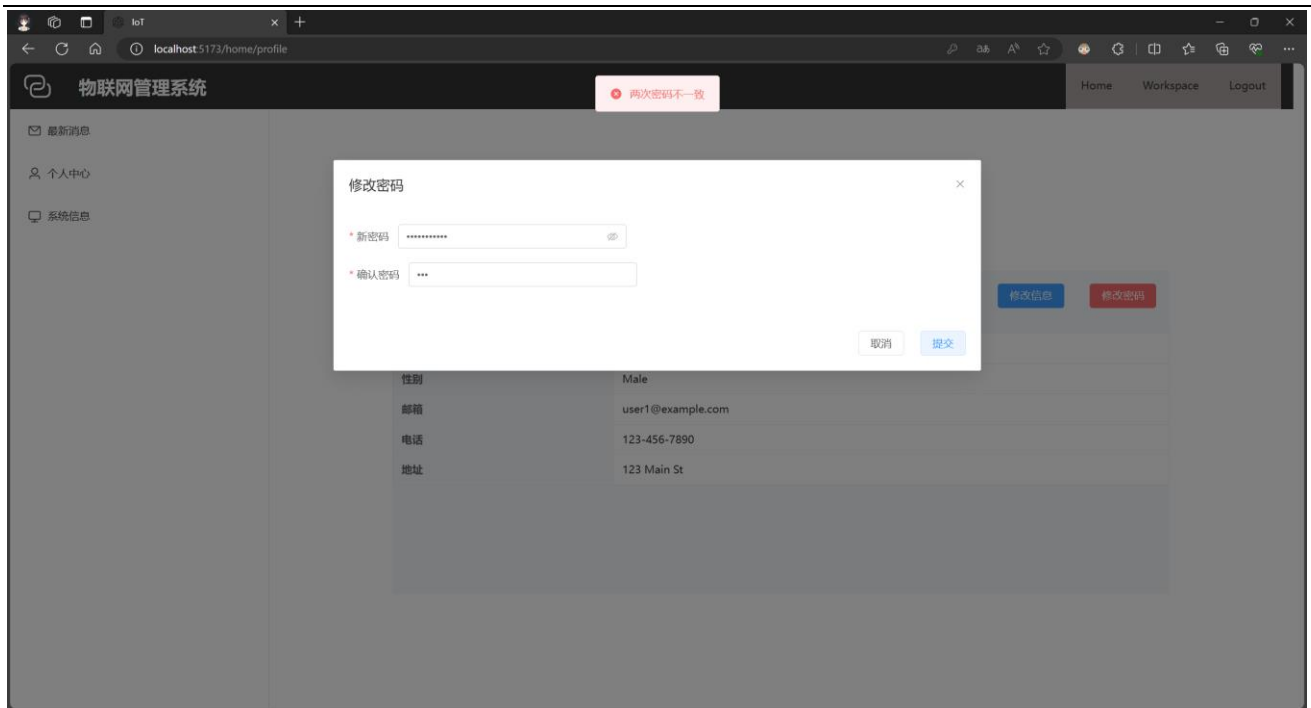 IoT
localhost:5173/home/profile
物联网管理系统
两次密码不一致
Home Workspace Logout
最新消息
个人中心
系统信息
修改密码
* 新密码 •••••••••••
* 确认密码 •••
修改信息 修改密码
取消 提交
性别 Male
邮箱 user1@example.com
电话 123-456-7890
地址 123 Main St